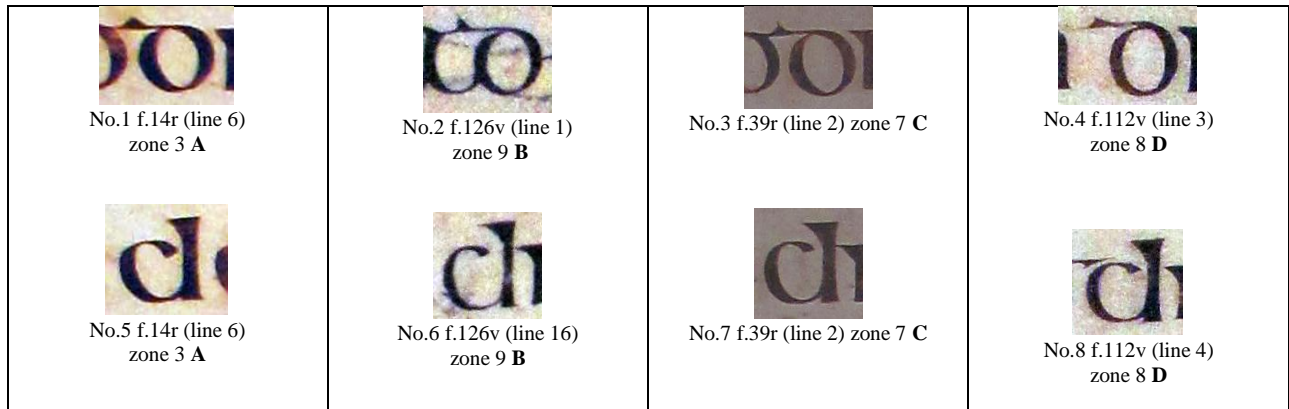 No.1 f.14r (line 6)
zone 3 A
No.2 f.126v (line 1)
zone 9 B
No.3 f.39r (line 2) zone 7 C
No.4 f.112v (line 3)
zone 8 D
No.5 f.14r (line 6)
zone 3 A
No.6 f.126v (line 16)
zone 9 B
No.7 f.39r (line 2) zone 7 C
No.8 f.112v (line 4)
zone 8 D